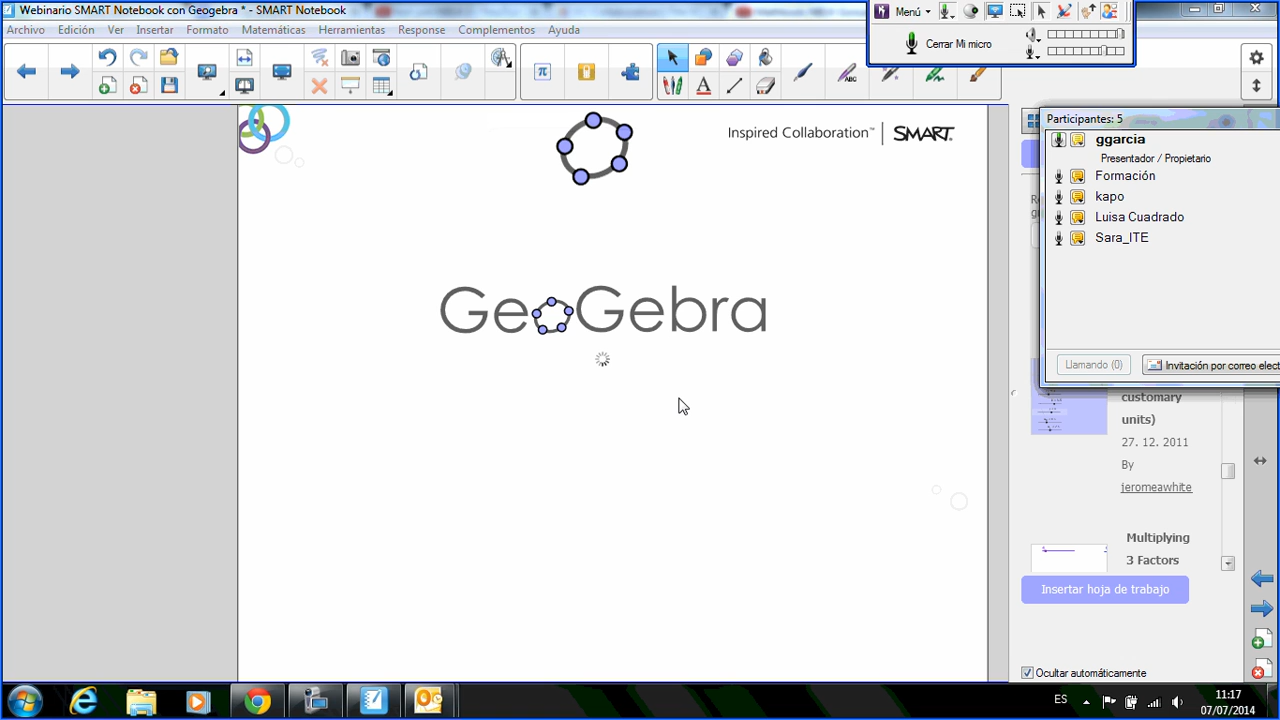 Webinario SMART Notebook con Geogebra * - SMART Notebook
Archivo Edición Ver Insertar Formato Matemáticas Herramientas Response Complementos Ayuda
Menú
Cerrar Mi micro
Inspired Collaboration™ SMART
Participantes: 5
ggarcia
Presentador / Propietario
Formación
kapo
Luisa Cuadrado
Sara_ITE
Llamando (0) Invitación por correo elect
GeoGebra
customary
units)
27. 12. 2011
By
jeromeawhite
Multiplying
3 Factors
Insertar hoja de trabajo
Ocultar automáticamente
ES
11:17
07/07/2014